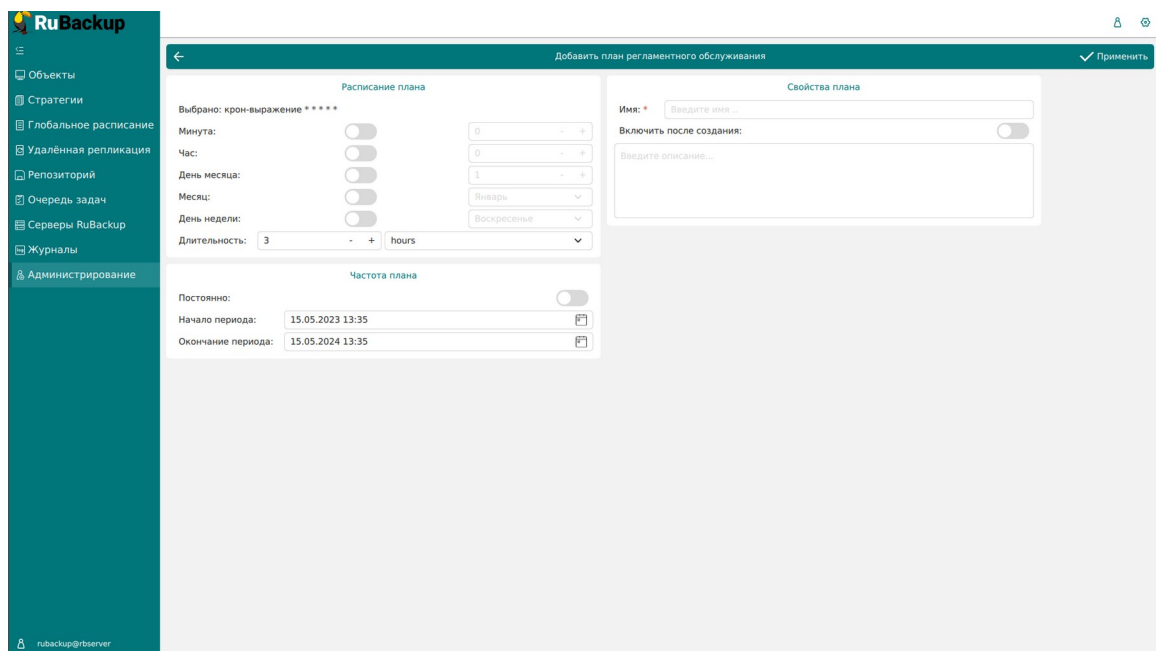 RuBackup
Объекты
Стратегии
Глобальное расписание
Удалённая репликация
Репозиторий
Очередь задач
Серверы RuBackup
Журналы
Администрирование
rubackup@rbserver
Добавить план регламентного обслуживания
Применить
Расписание плана
Выбрано: крон-выражение * * * * *
Минута: 0 - +
Час: 0 - +
День месяца: 1 - +
Месяц: Январь
День недели: Воскресенье
Длительность: 3 - + hours
Частота плана
Постоянно:
Начало периода: 15.05.2023 13:35
Окончание периода: 15.05.2024 13:35
Свойства плана
Имя: * Введите имя...
Включить после создания:
Введите описание...